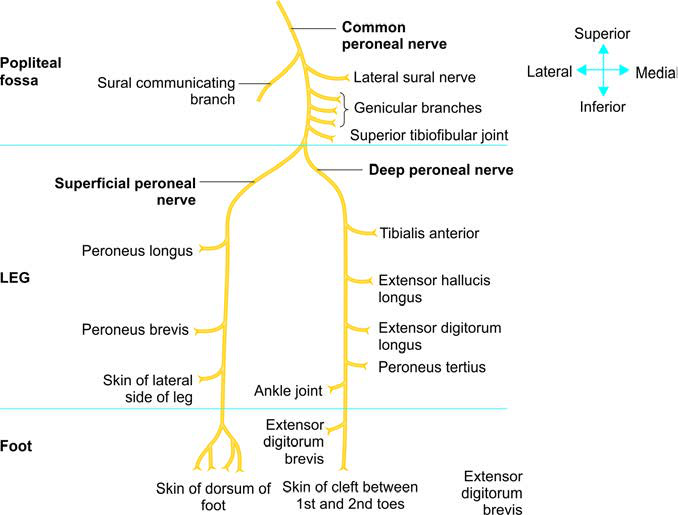 Common
peroneal nerve
Superior
Popliteal
fossa
Lateral
Medial
Sural communicating
branch
Lateral sural nerve
Genicular branches
Inferior
Superior tibiofibular joint
Superficial peroneal
nerve
Deep peroneal nerve
Peroneus longus
Tibialis anterior
LEG
Extensor hallucis
longus
Peroneus brevis
Extensor digitorum
longus
Peroneus tertius
Skin of lateral
side of leg
Ankle joint
Foot
Extensor
digitorum
brevis
Skin of dorsum of
foot
Skin of cleft between
1st and 2nd toes
Extensor
digitorum
brevis